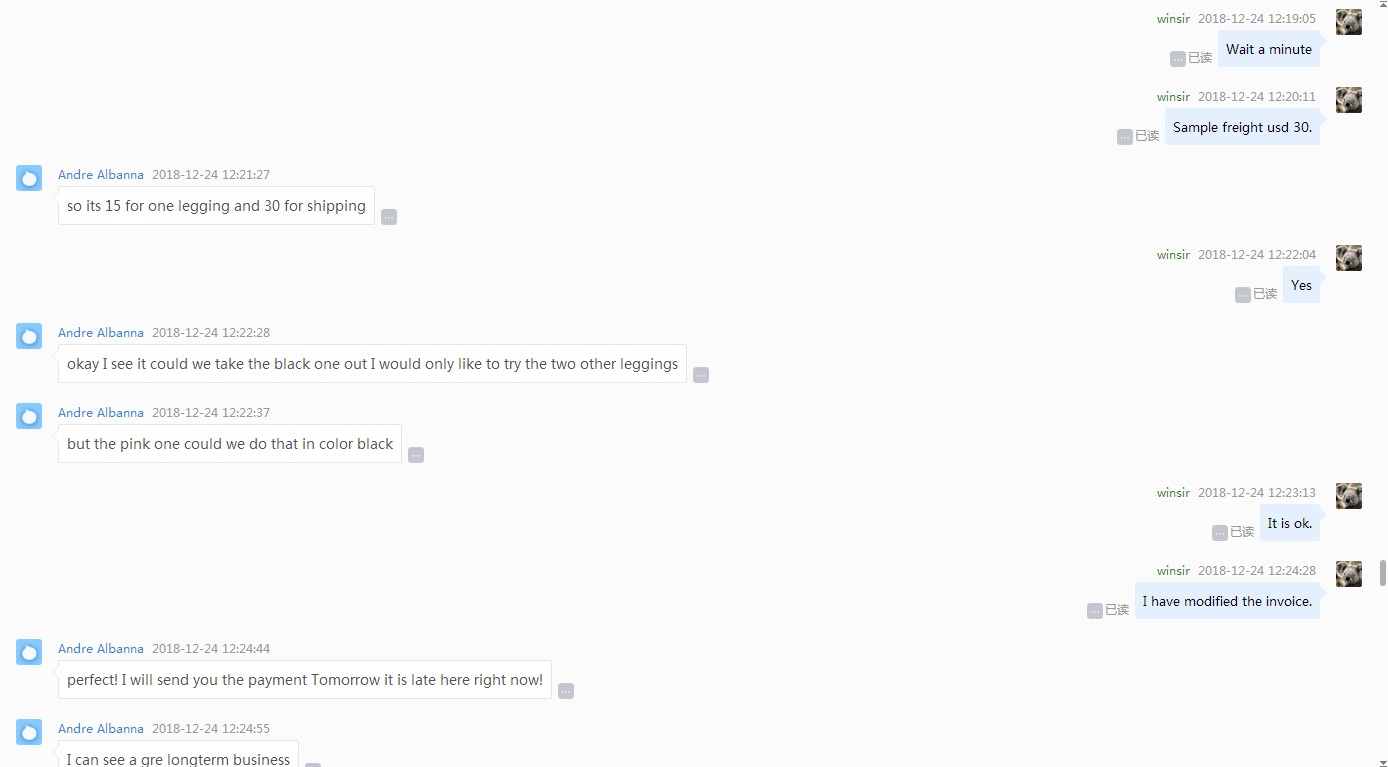 winsir 2018-12-24 12:19:05
Wait a minute
已读
winsir 2018-12-24 12:20:11
Sample freight usd 30.
已读
Andre Albanna 2018-12-24 12:21:27
so its 15 for one legging and 30 for shipping
winsir 2018-12-24 12:22:04
Yes
已读
Andre Albanna 2018-12-24 12:22:28
okay I see it could we take the black one out I would only like to try the two other leggings
Andre Albanna 2018-12-24 12:22:37
but the pink one could we do that in color black
winsir 2018-12-24 12:23:13
It is ok.
已读
winsir 2018-12-24 12:24:28
I have modified the invoice.
已读
Andre Albanna 2018-12-24 12:24:44
perfect! I will send you the payment Tomorrow it is late here right now!
Andre Albanna 2018-12-24 12:24:55
I can see a gre longterm business